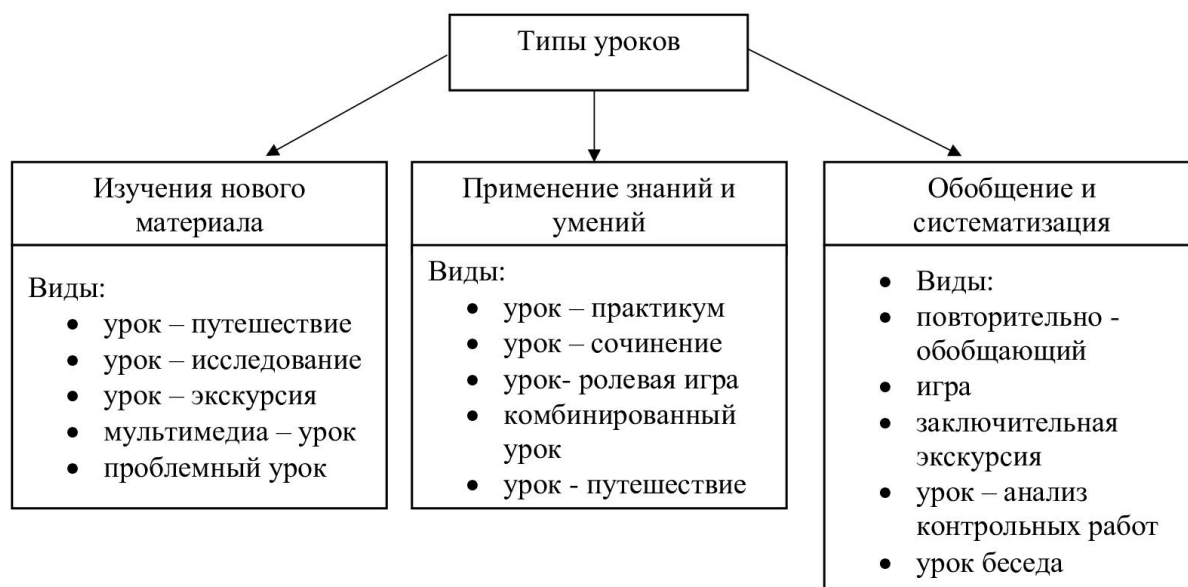 Типы уроков
Изучения нового
материала
Виды:
• урок – путешествие
• урок – исследование
• урок – экскурсия
• мультимедиа – урок
• проблемный урок
Применение знаний и
умений
Виды:
• урок – практикум
• урок – сочинение
• урок- ролевая игра
• комбинированный
урок
• урок - путешествие
Обобщение и
систематизация
• Виды:
• повторительно -
обобщающий
• игра
• заключительная
экскурсия
• урок – анализ
контрольных работ
• урок беседа